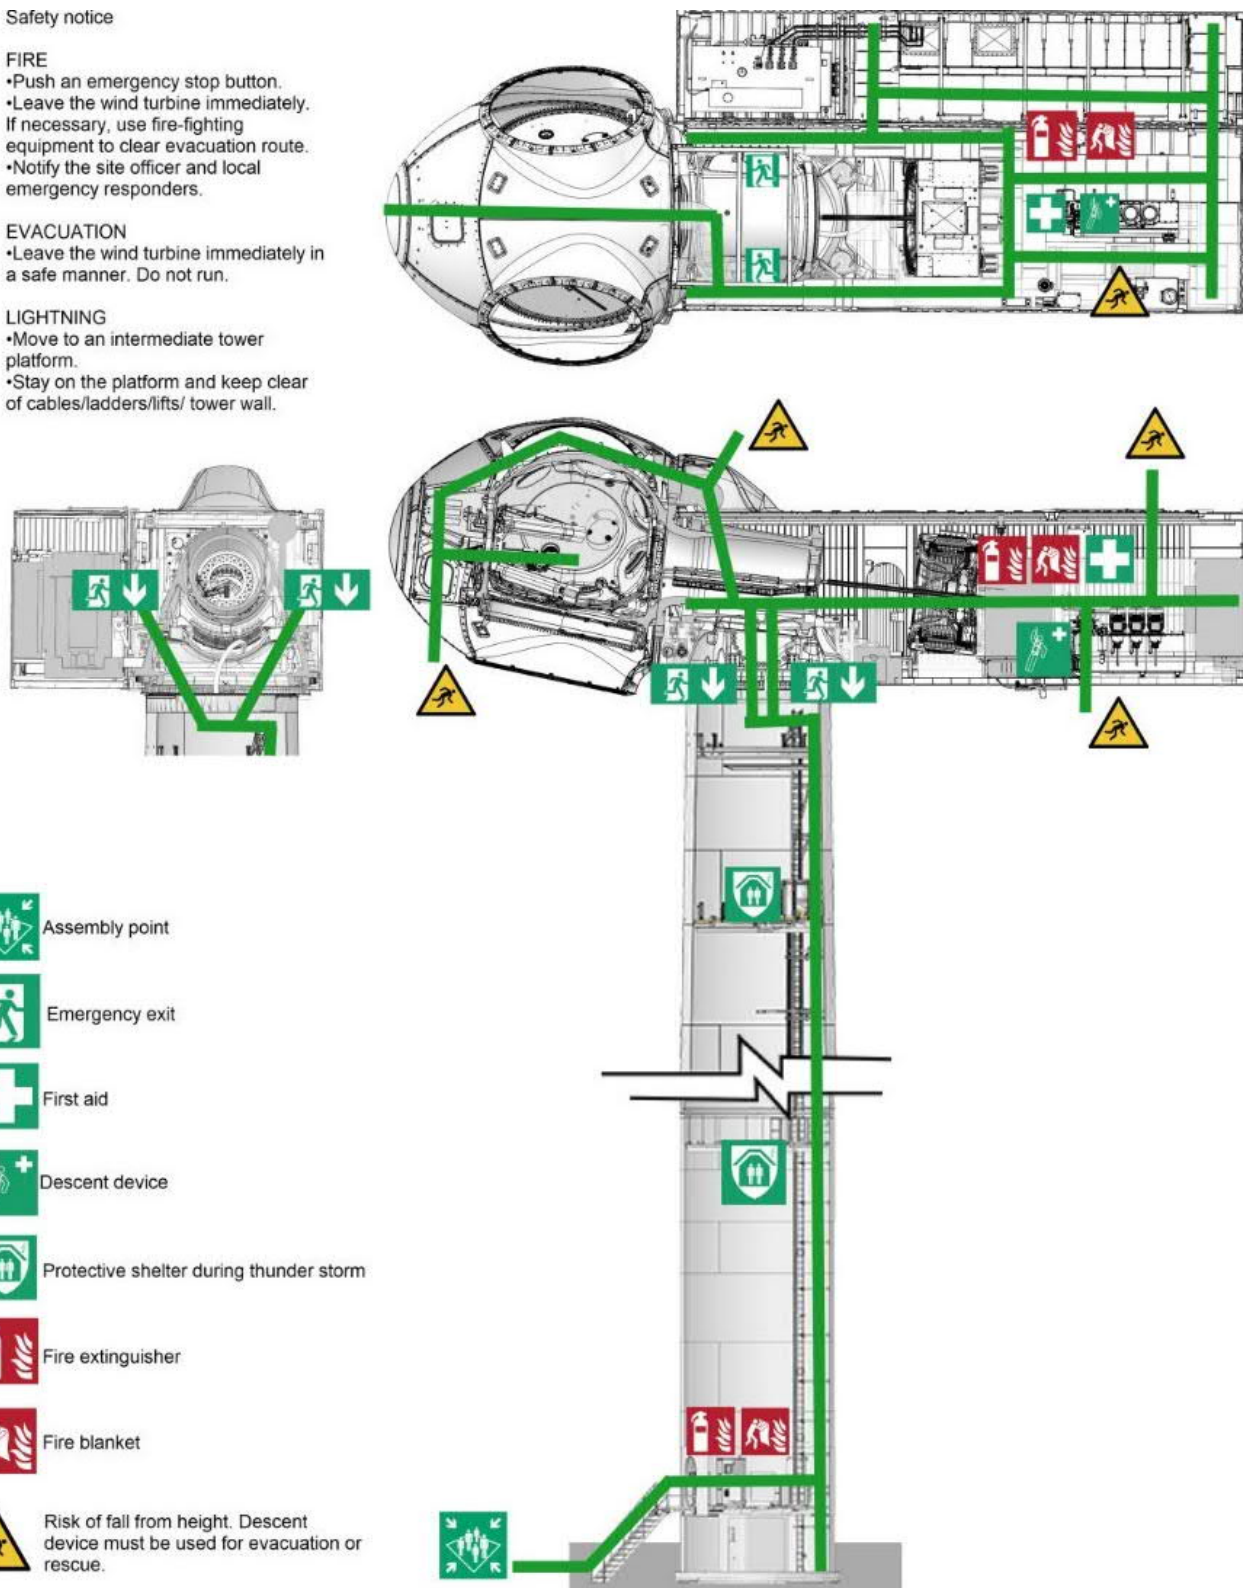 Safety notice
FIRE
•Push an emergency stop button.
•Leave the wind turbine immediately.
If necessary, use fire-fighting
equipment to clear evacuation route.
•Notify the site officer and local
emergency responders.
EVACUATION
•Leave the wind turbine immediately in
a safe manner. Do not run.
LIGHTNING
•Move to an intermediate tower
platform.
•Stay on the platform and keep clear
of cables/ladders/lifts/ tower wall.
Assembly point
Emergency exit
First aid
Descent device
Protective shelter during thunder storm
Fire extinguisher
Fire blanket
Risk of fall from height. Descent
device must be used for evacuation or
rescue.